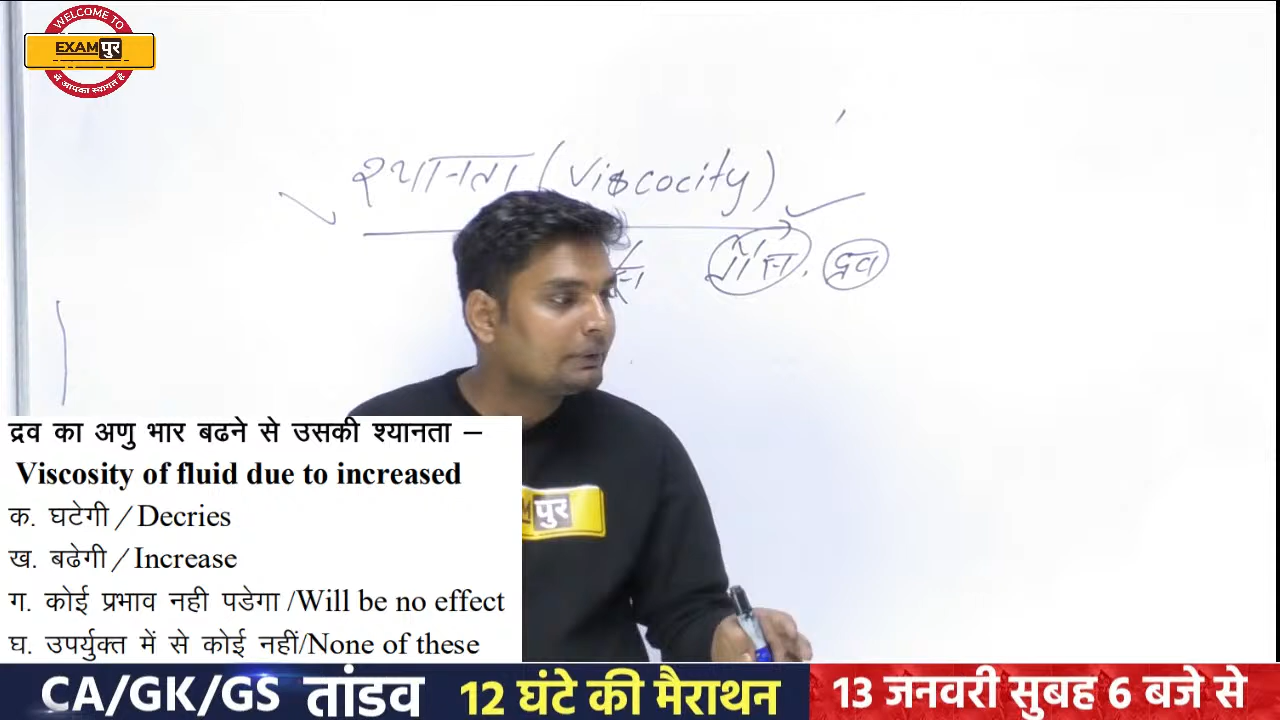 WELCOME TO
EXAMपुर
में आपका स्वागत है
श्यानता (Viscocity)
गैस, द्रव
द्रव का अणु भार बढने से उसकी श्यानता –
Viscosity of fluid due to increased
क. घटेगी / Decries
ख. बढेगी / Increase
ग. कोई प्रभाव नही पडेगा /Will be no effect
घ. उपर्युक्त में से कोई नहीं/None of these
पुर
CA/GK/GS तांडव 12 घंटे की मैराथन 13 जनवरी सुबह 6 बजे से